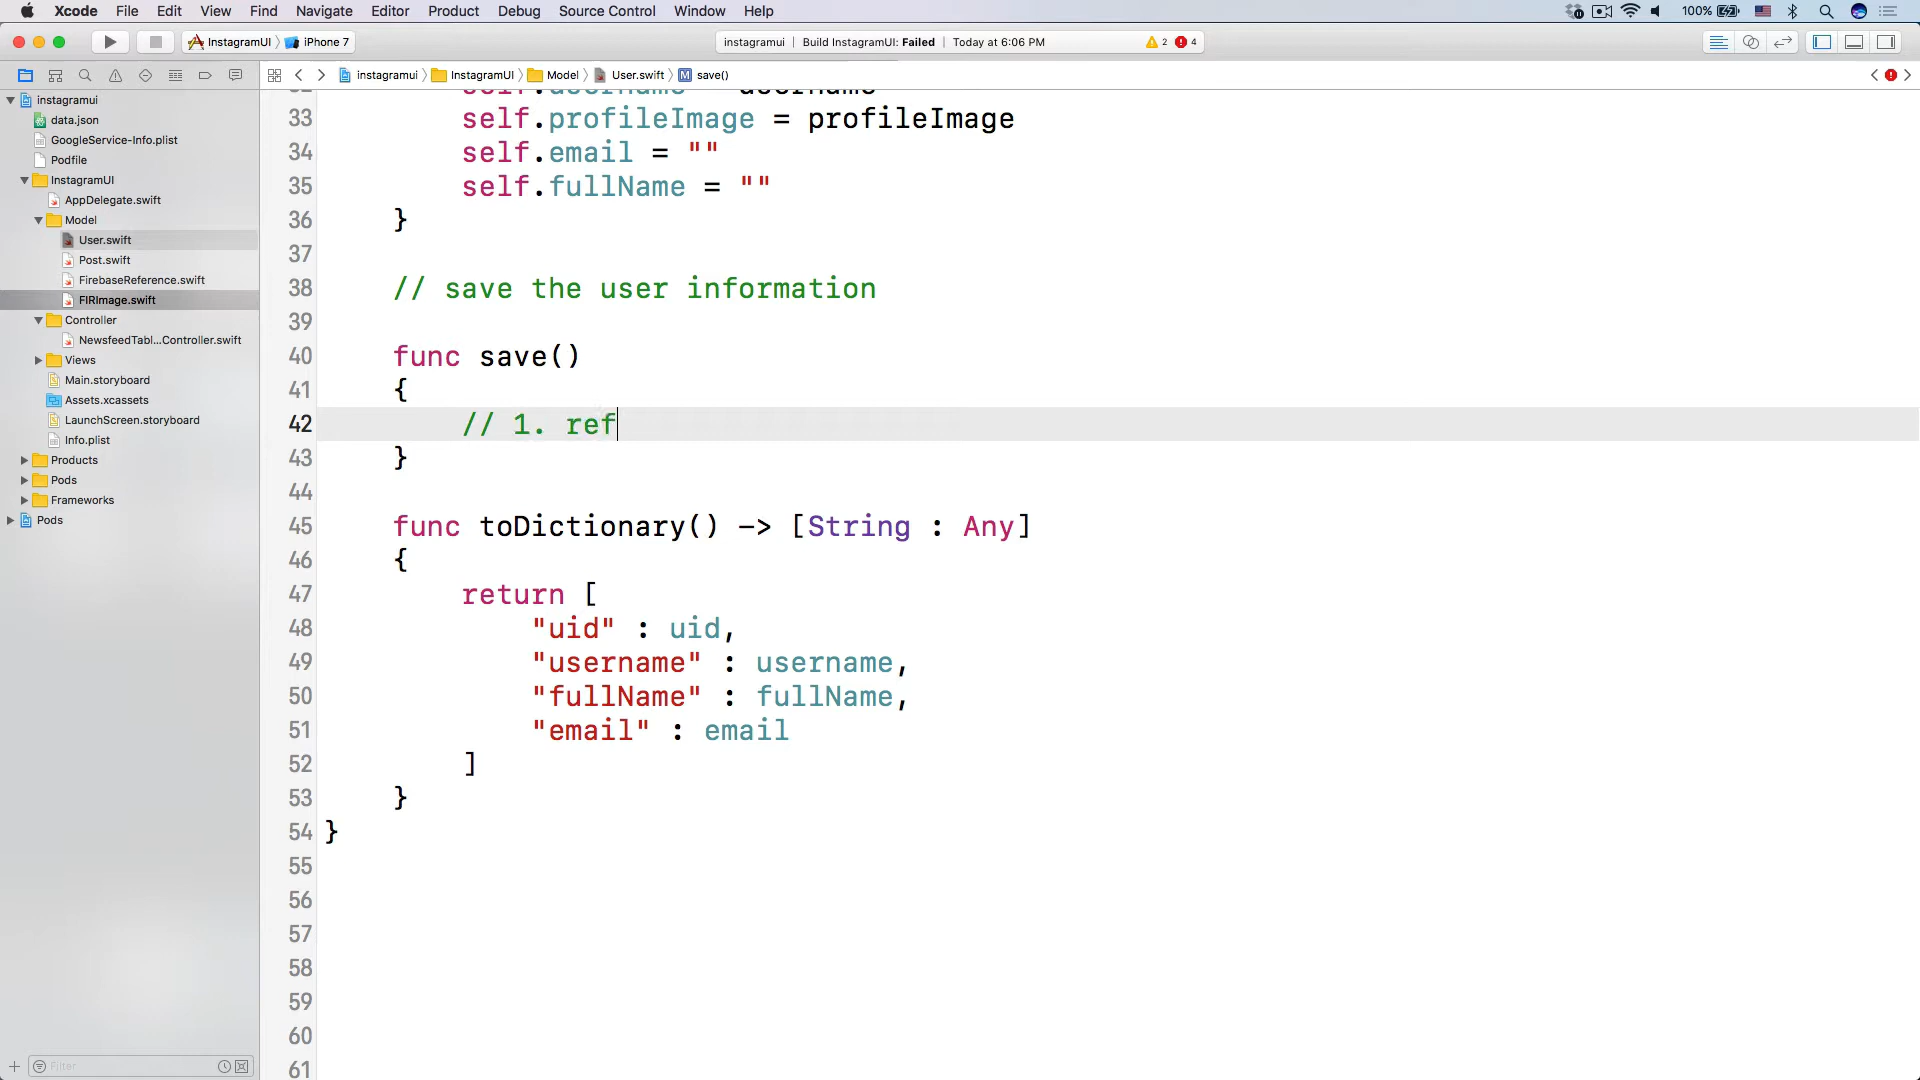 Xcode File Edit View Find Navigate Editor Product Debug Source Control Window Help 100%
InstagramUI iPhone 7 instagramui Build InstagramUI: Failed Today at 6:06 PM 2 4
instagramui InstagramUI Model User.swift M save()
instagramui
data.json
GoogleService-Info.plist
Podfile
InstagramUI
AppDelegate.swift
Model
User.swift
Post.swift
FirebaseReference.swift
FIRImage.swift
Controller
NewsfeedTabl...Controller.swift
Views
Main.storyboard
Assets.xcassets
LaunchScreen.storyboard
Info.plist
Products
Pods
Frameworks
Pods
Filter
33 self.profileImage = profileImage
34 self.email = ""
35 self.fullName = ""
36 }
37
38 // save the user information
39
40 func save()
41 {
42 // 1. ref
43 }
44
45 func toDictionary() -> [String : Any]
46 {
47 return [
48 "uid" : uid,
49 "username" : username,
50 "fullName" : fullName,
51 "email" : email
52 ]
53 }
54 }
55
56
57
58
59
60
61